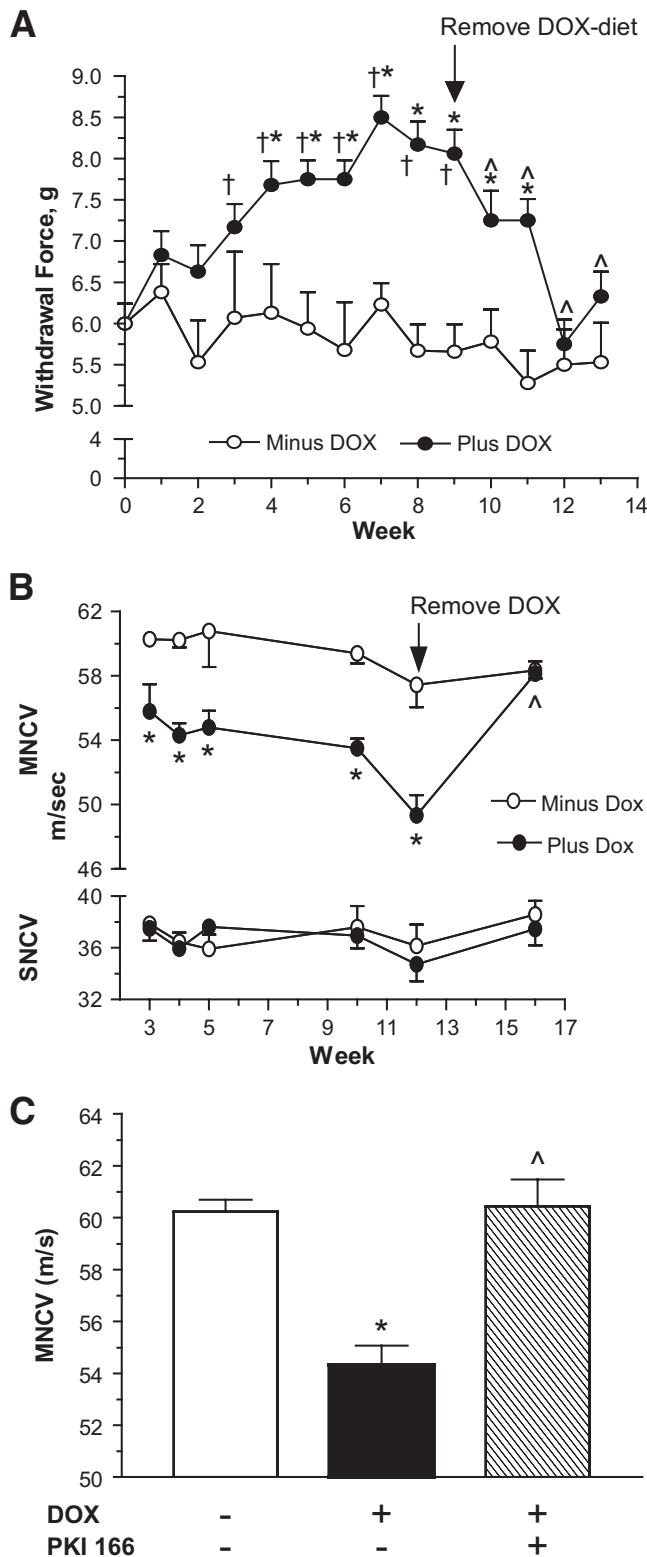 A
Remove DOX-diet
9.0
8.5
8.0
7.5
7.0
6.5
6.0
5.5
5.0
4
0
Withdrawal Force, g
† †* †* †* †* * † * † ^* ^* ^ ^
Minus DOX Plus DOX
0 2 4 6 8 10 12 14
Week
B
Remove DOX
62
58
54
50
46
MNCV
m/sec
* * * * * ^
Minus Dox
Plus Dox
40
36
32
SNCV
3 5 7 9 11 13 15 17
Week
C
64
62
60
58
56
54
52
50
MNCV (m/s)
* ^
DOX - + +
PKI 166 - - +